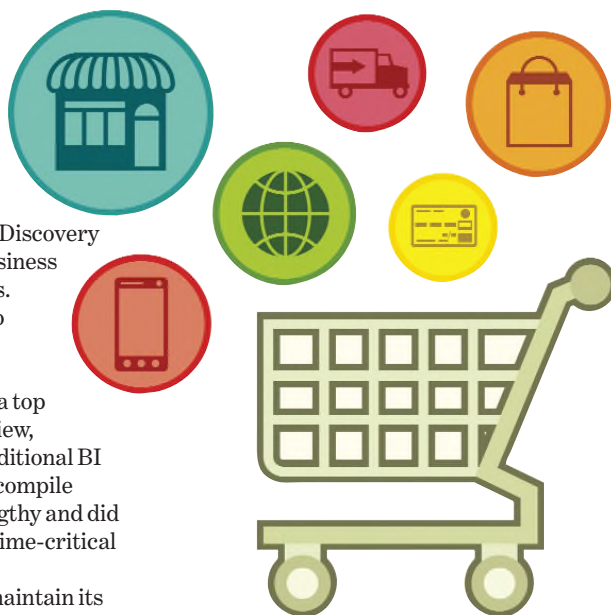 Discovery
siness
s.
o
a top
iew,
ditional BI
compile
gthy and did
ime-critical
naintain its